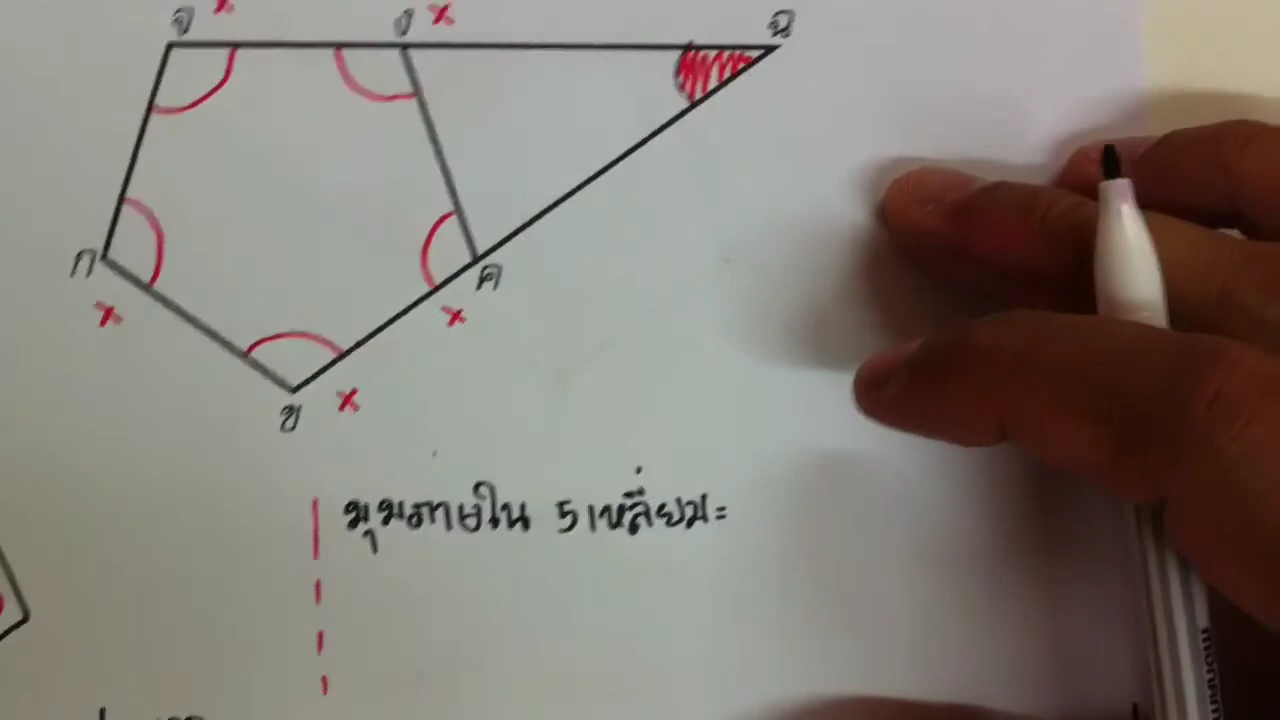 จ x ง x ฉ
ก ค
x x
ข x
มุมภายใน 5 เหลี่ยม =